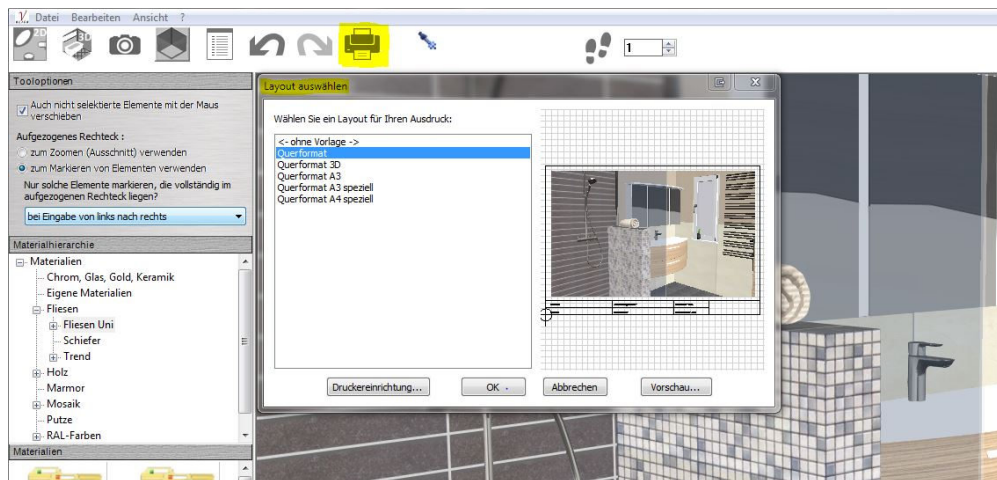 Datei Bearbeiten Ansicht ?
2D
3D
1
Tooloptionen
Auch nicht selektierte Elemente mit der Maus
verschieben
Aufgezogenes Rechteck :
zum Zoomen (Ausschnitt) verwenden
zum Markieren von Elementen verwenden
Nur solche Elemente markieren, die vollständig im
aufgezogenen Rechteck liegen?
bei Eingabe von links nach rechts
Materialhierarchie
Materialien
Chrom, Glas, Gold, Keramik
Eigene Materialien
Fliesen
Fliesen Uni
Schiefer
Trend
Holz
Marmor
Mosaik
Putze
RAL-Farben
Materialien
Layout auswählen
Wählen Sie ein Layout für Ihren Ausdruck:
<- ohne Vorlage ->
Querformat
Querformat 3D
Querformat A3
Querformat A3 speziell
Querformat A4 speziell
Druckereinrichtung...
OK
Abbrechen
Vorschau...